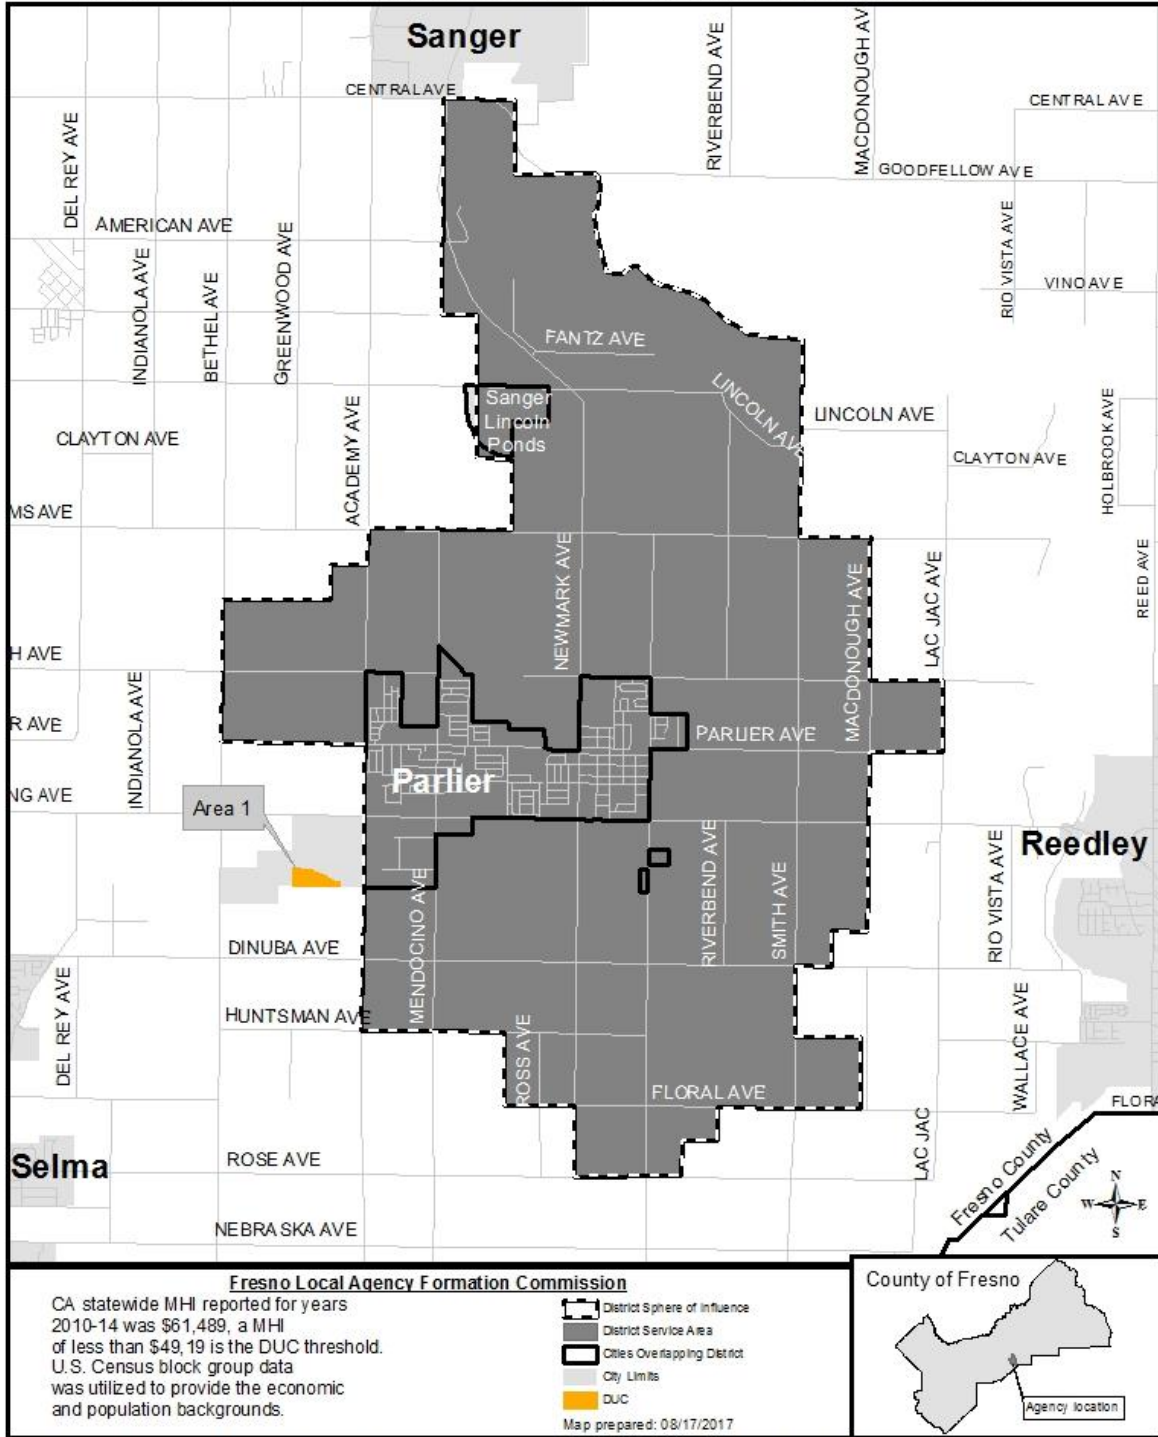 Sanger
CENTRAL AVE
RIVERBEND AVE
MACDONOUGH AV
CENTRAL AVE
DEL REY AVE
GOODFELLOW AVE
AMERICAN AVE
RIO VISTA AVE
INDIANOLA AVE
BETHEL AVE
GREENWOOD AVE
VINO AVE
FANTZ AVE
LINCOLN AVE
Sanger
Lincoln
Ponds
LINCOLN AVE
HOLBROOK AVE
CLAYTON AVE
ACADEMY AVE
CLAYTON AVE
MS AVE
NEWMARK AVE
MACDONOUGH AVE
LAC JAC AVE
REED AVE
H AVE
INDIANOLA AVE
R AVE
PARLIER AVE
Parlier
NG AVE
Area 1
Reedley
MENDOCINO AVE
RIVERBEND AVE
SMITH AVE
RIO VISTA AVE
DINUBA AVE
DEL REY AVE
HUNTSMAN AVE
ROSS AVE
WALLACE AVE
FLORAL AVE
FLORA
LAC JAC
Selma
ROSE AVE
Fresno County
Tulare County
N
W E
S
NEBRASKA AVE
Fresno Local Agency Formation Commission
CA statewide MHI reported for years
2010-14 was $61,489, a MHI
of less than $49,19 is the DUC threshold.
U.S. Census block group data
was utilized to provide the economic
and population backgrounds.
District Sphere of Influence
District Service Area
Cities Overlapping District
City Limits
DUC
Map prepared: 08/17/2017
County of Fresno
Agency location